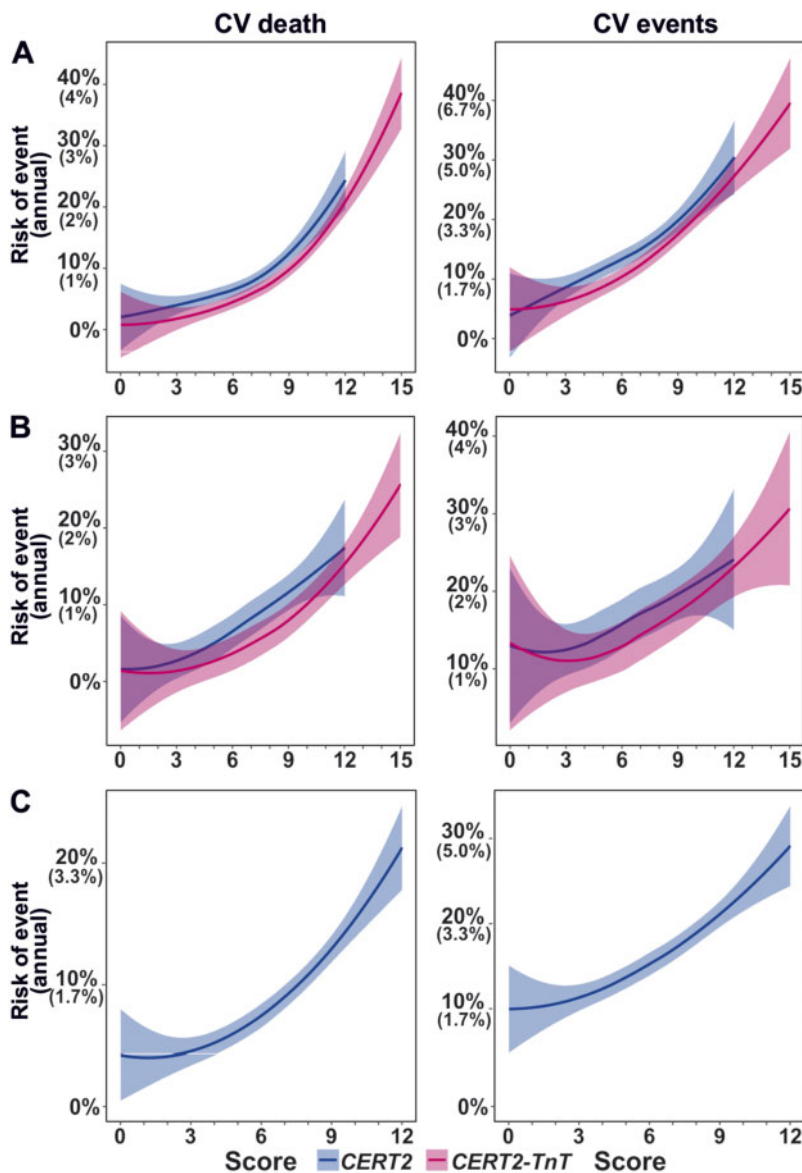 CV death
CV events
A
Risk of event
(annual)
40%
(4%)
30%
(3%)
20%
(2%)
10%
(1%)
0%
0 3 6 9 12 15
40%
(6.7%)
30%
(5.0%)
20%
(3.3%)
10%
(1.7%)
0%
0 3 6 9 12 15
B
Risk of event
(annual)
30%
(3%)
20%
(2%)
10%
(1%)
0%
0 3 6 9 12 15
40%
(4%)
30%
(3%)
20%
(2%)
10%
(1%)
0 3 6 9 12 15
C
Risk of event
(annual)
20%
(3.3%)
10%
(1.7%)
0%
0 3 6 9 12
30%
(5.0%)
20%
(3.3%)
10%
(1.7%)
0%
0 3 6 9 12
Score CERT2 CERT2-TnT Score